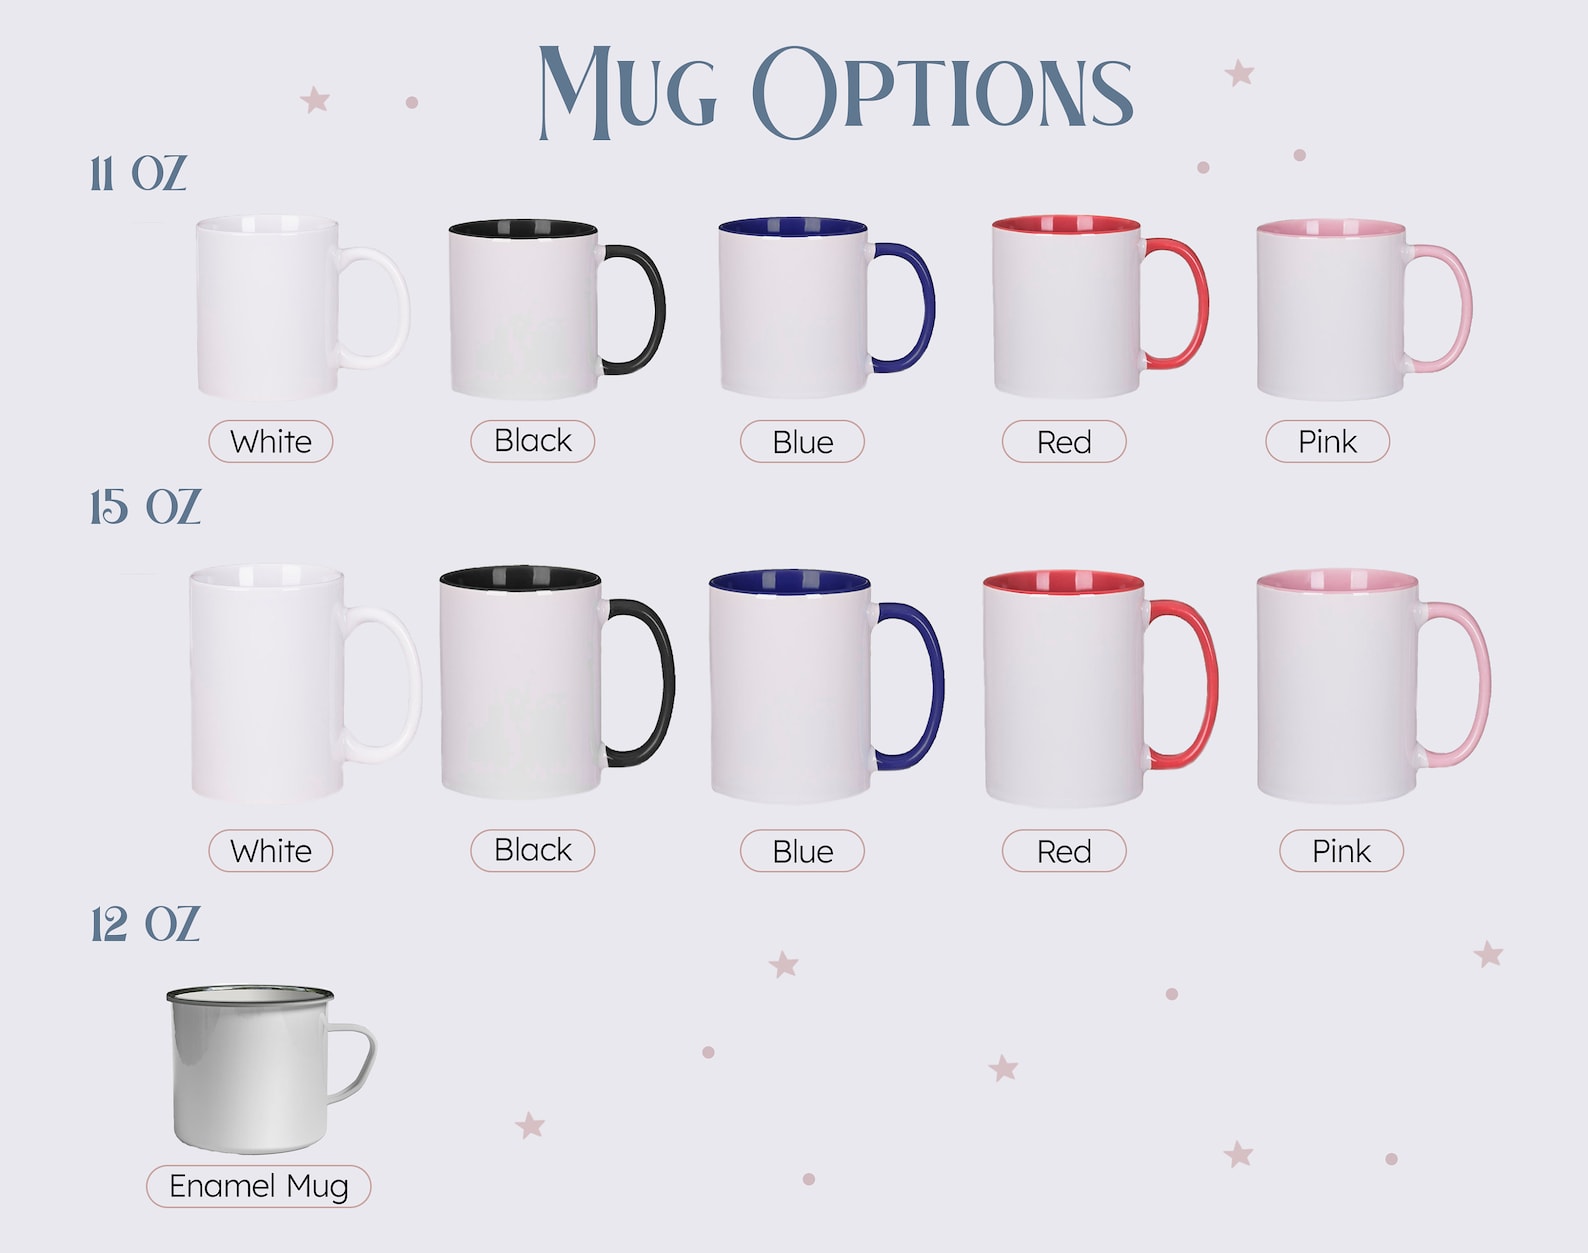 MUG OPTIONS
11 OZ
White
Black
Blue
Red
Pink
15 OZ
White
Black
Blue
Red
Pink
12 OZ
Enamel Mug